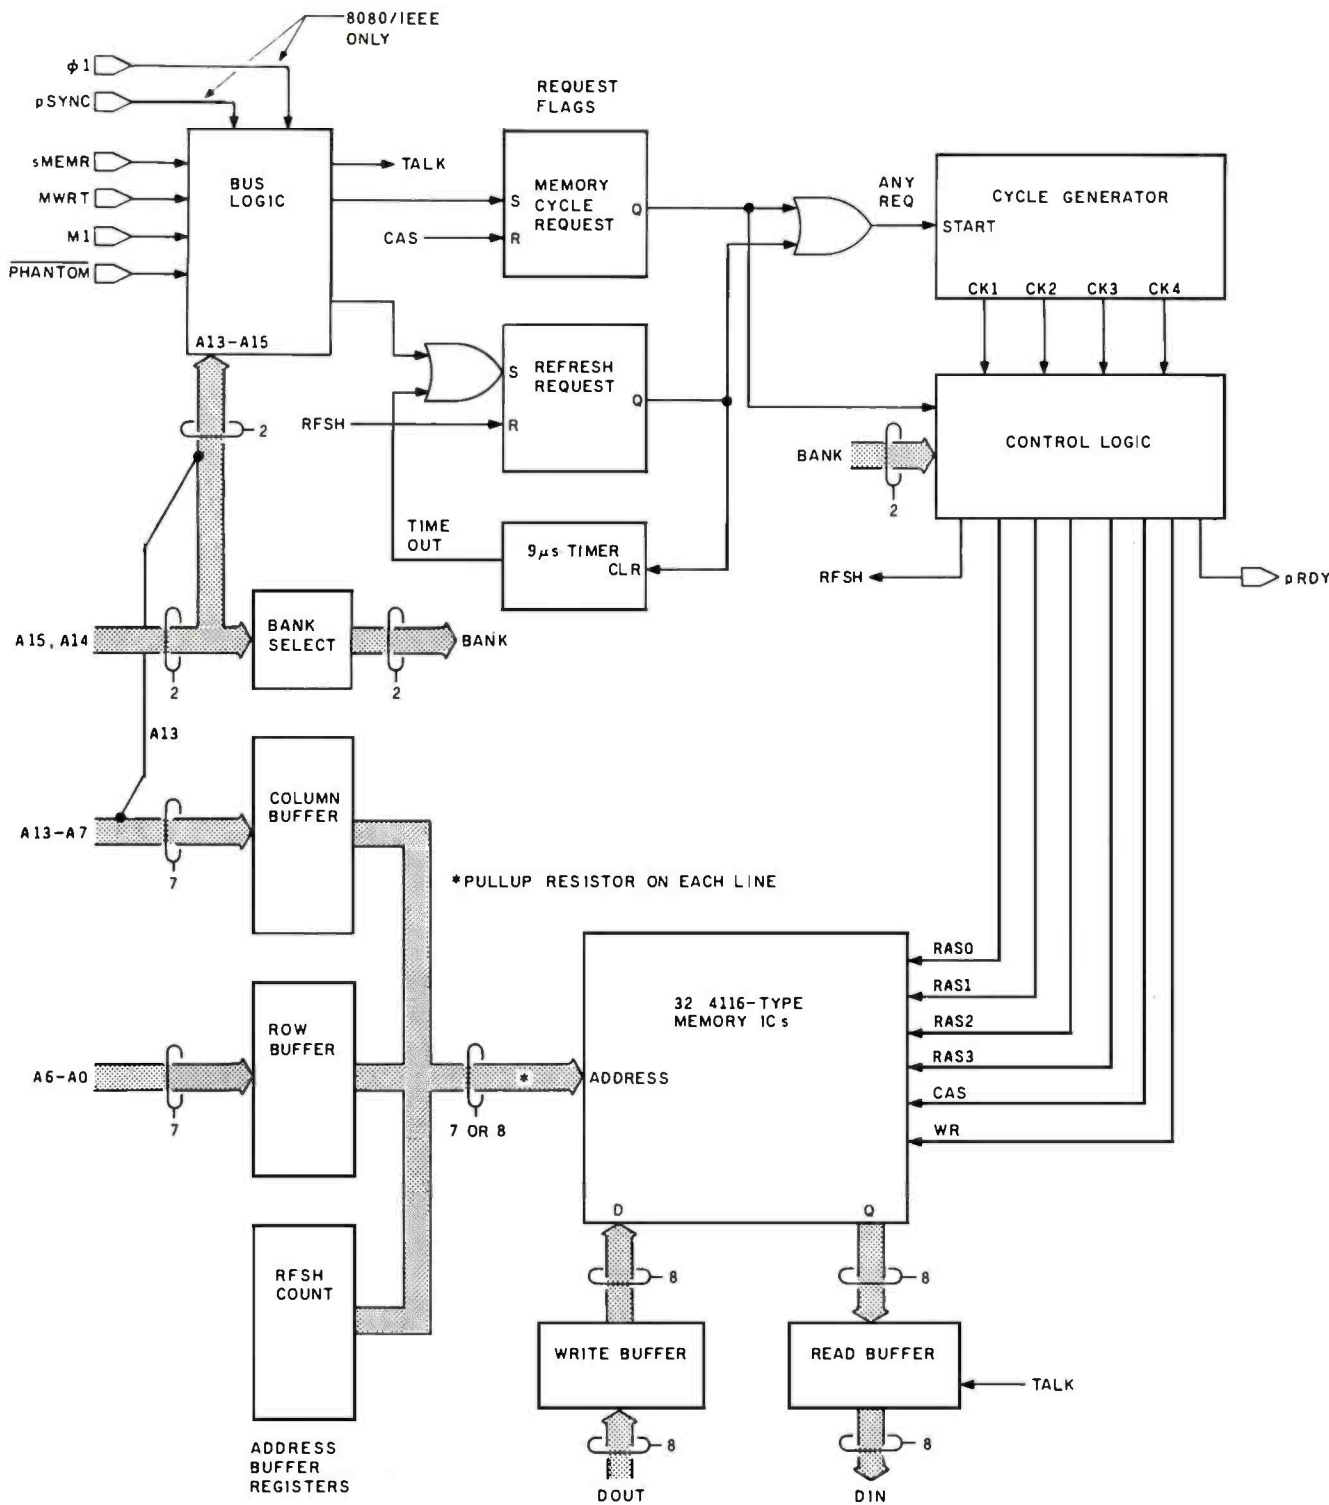 8080/IEEE
ONLY
φ1
pSYNC
sMEMR
MWRT
M1
PHANTOM
BUS
LOGIC
A13-A15
TALK
REQUEST
FLAGS
MEMORY
CYCLE
REQUEST
S
R
Q
CAS
ANY
REQ
CYCLE GENERATOR
START
CK1 CK2 CK3 CK4
REFRESH
REQUEST
S
R
Q
RFSH
2
CONTROL LOGIC
BANK
2
TIME
OUT
9μs TIMER
CLR
RFSH
pRDY
A15, A14
2
BANK
SELECT
2
BANK
A13
A13-A7
7
COLUMN
BUFFER
*PULLUP RESISTOR ON EACH LINE
A6-A0
7
ROW
BUFFER
7 OR 8
*
ADDRESS
32 4116-TYPE
MEMORY ICs
RAS0
RAS1
RAS2
RAS3
CAS
WR
D
Q
RFSH
COUNT
8
8
WRITE BUFFER
READ BUFFER
TALK
8
8
DOUT
DIN
ADDRESS
BUFFER
REGISTERS